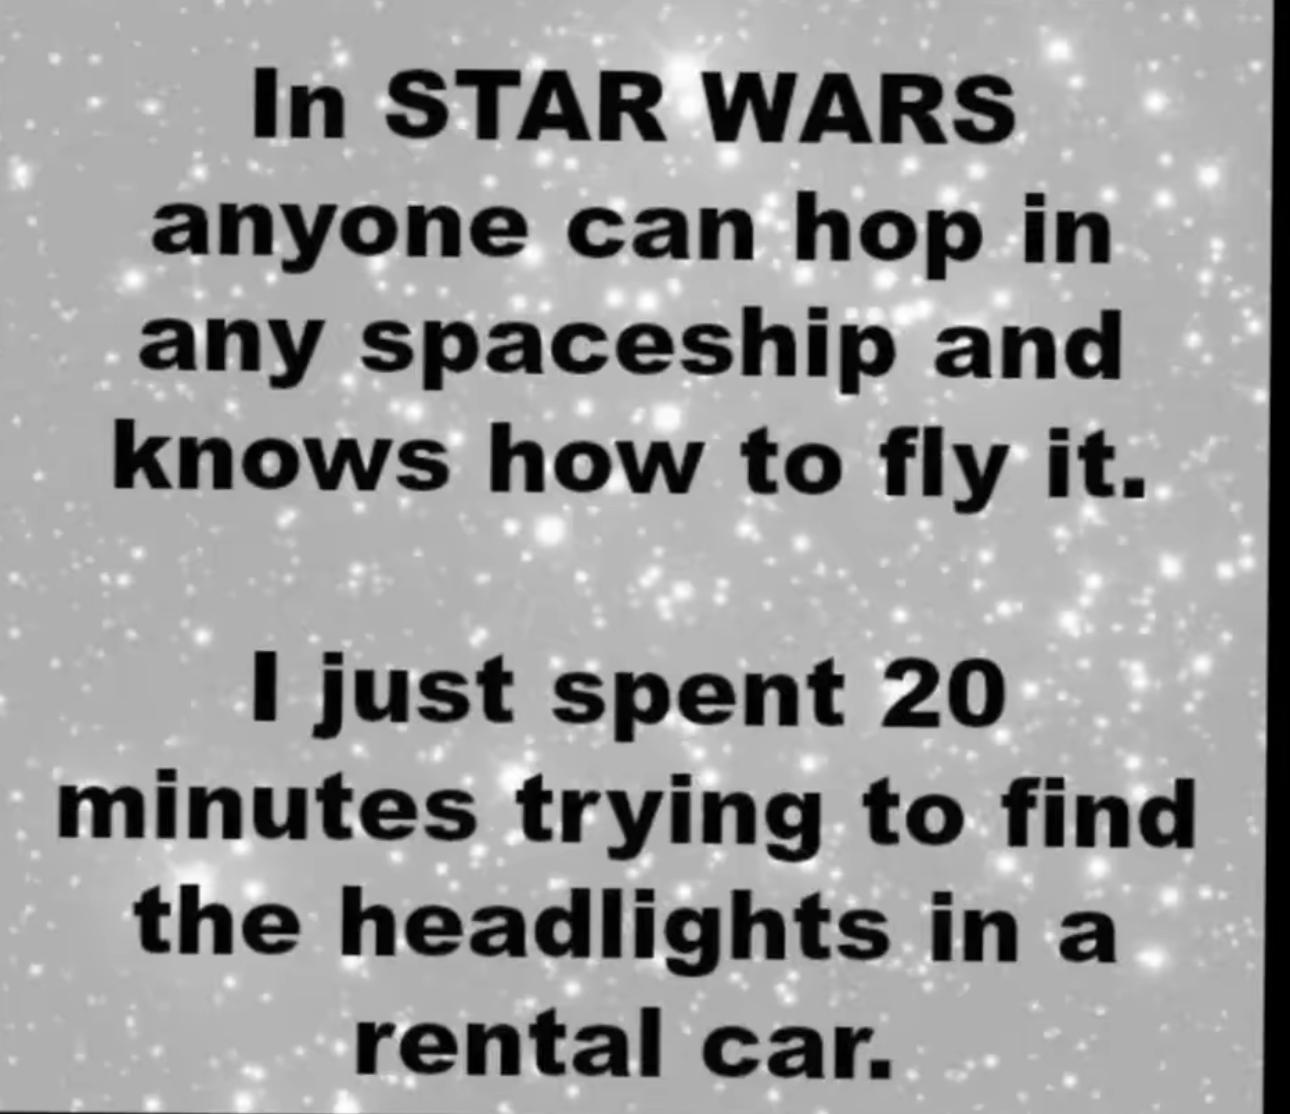 In STAR WARS
anyone can hop in
any spaceship and
knows how to fly it.
I just spent 20
minutes trying to find
the headlights in a
rental car.